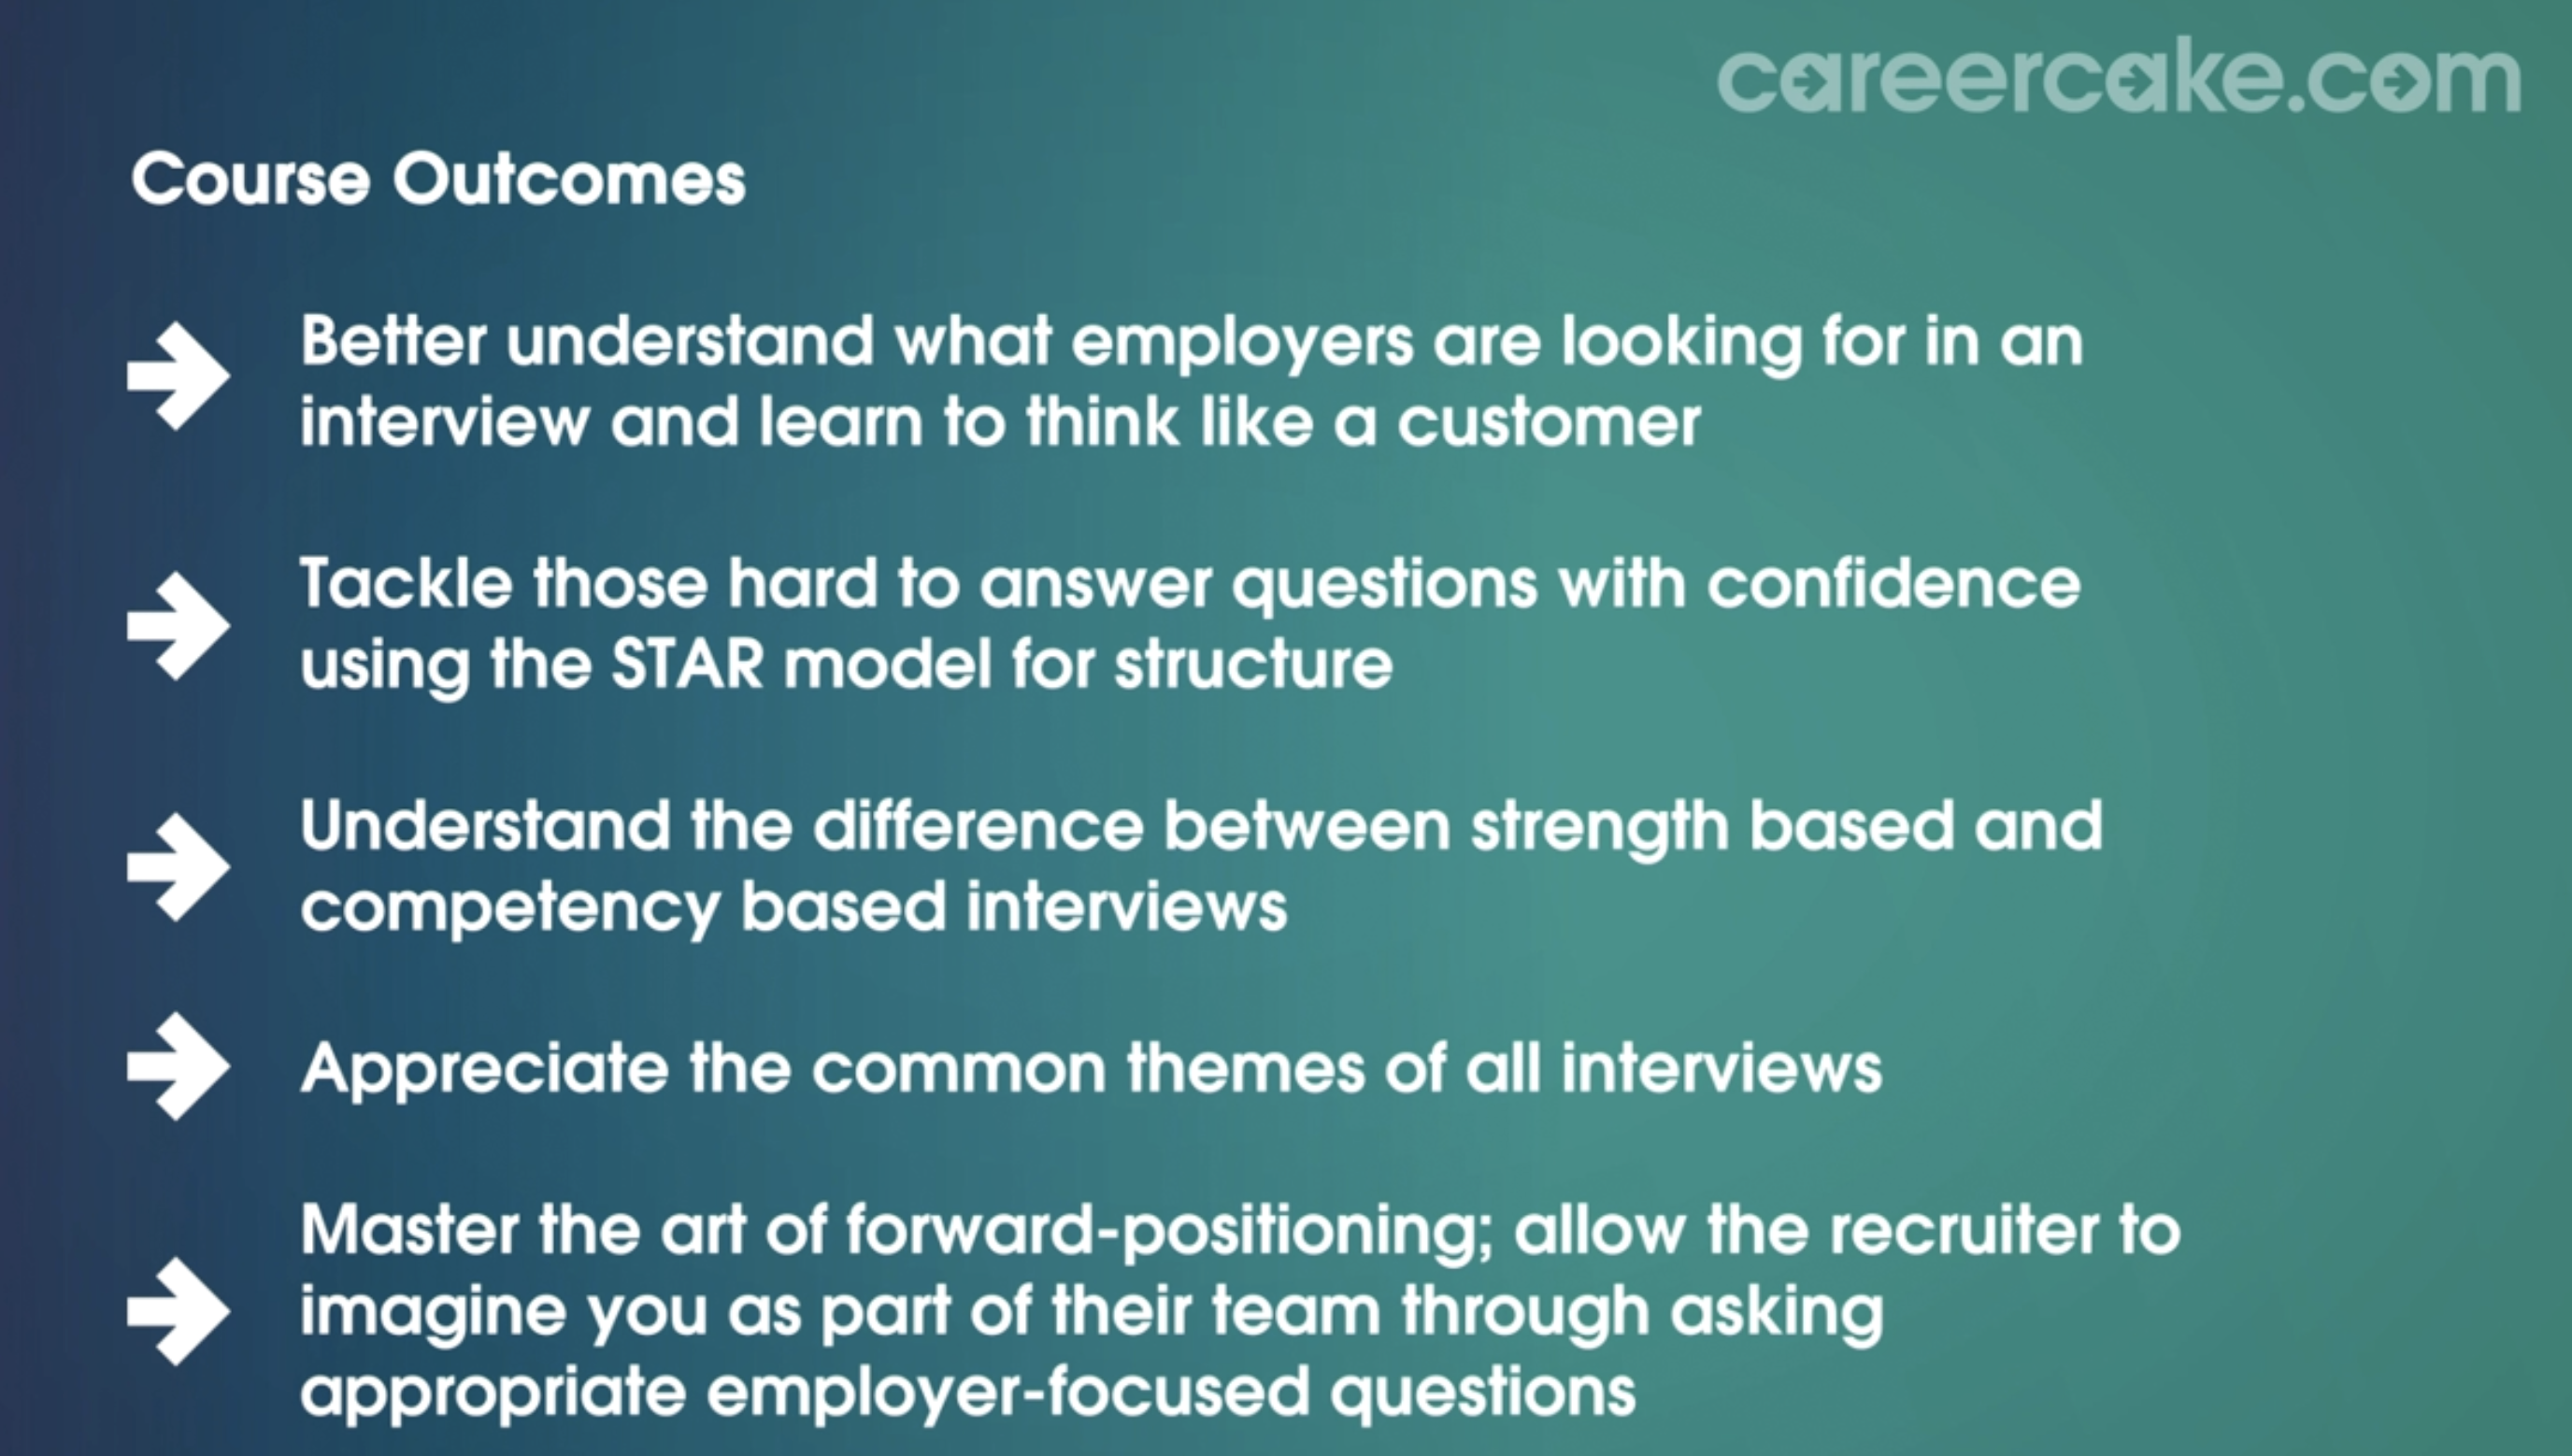 careercake.com
Course Outcomes
Better understand what employers are looking for in an
interview and learn to think like a customer
Tackle those hard to answer questions with confidence
using the STAR model for structure
Understand the difference between strength based and
competency based interviews
Appreciate the common themes of all interviews
Master the art of forward-positioning; allow the recruiter to
imagine you as part of their team through asking
appropriate employer-focused questions